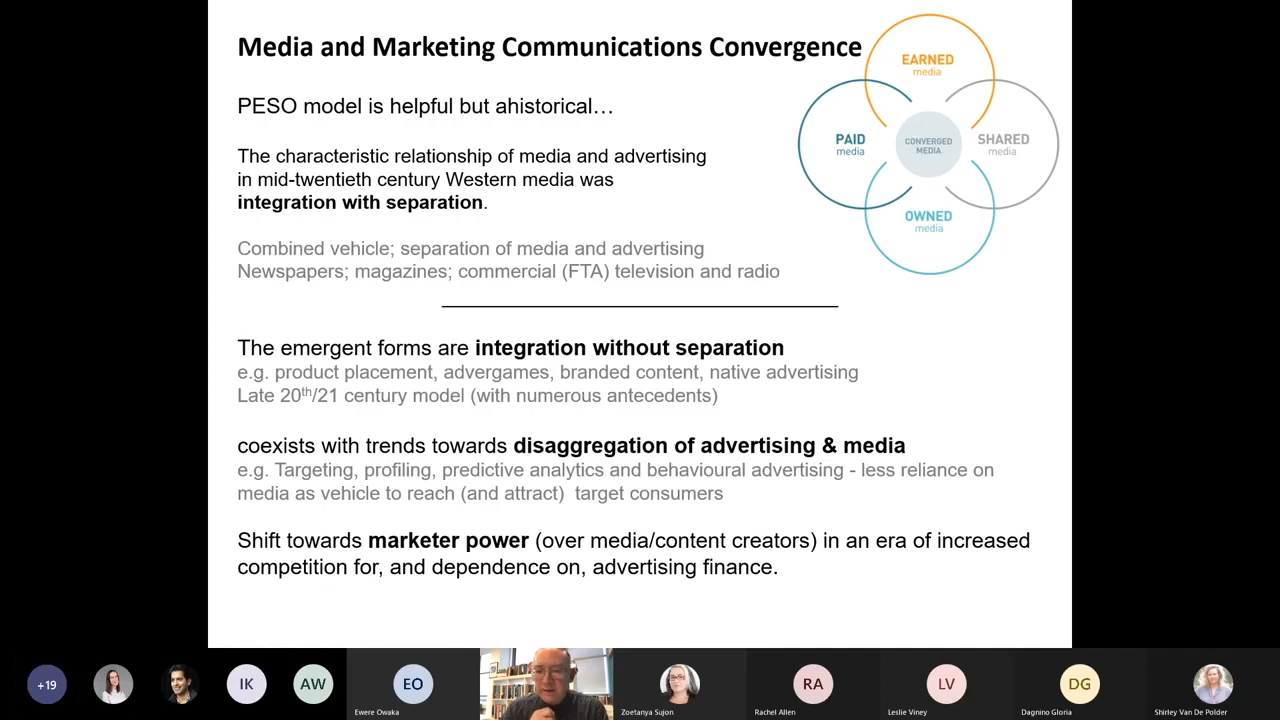 Media and Marketing Communications Convergence
EARNED
media
PESO model is helpful but ahistorical…
PAID
media
CONVERGED
MEDIA
SHARED
media
The characteristic relationship of media and advertising
in mid-twentieth century Western media was
integration with separation.
OWNED
media
Combined vehicle; separation of media and advertising
Newspapers; magazines; commercial (FTA) television and radio
The emergent forms are integration without separation
e.g. product placement, advergames, branded content, native advertising
Late 20th/21 century model (with numerous antecedents)
coexists with trends towards disaggregation of advertising & media
e.g. Targeting, profiling, predictive analytics and behavioural advertising - less reliance on
media as vehicle to reach (and attract)  target consumers
Shift towards marketer power (over media/content creators) in an era of increased
competition for, and dependence on, advertising finance.
+19
IK
AW
EO
RA
LV
DG
Ewere Owaka
Zoetanya Sujon
Rachel Allen
Leslie Viney
Dagnino Gloria
Shirley Van De Polder